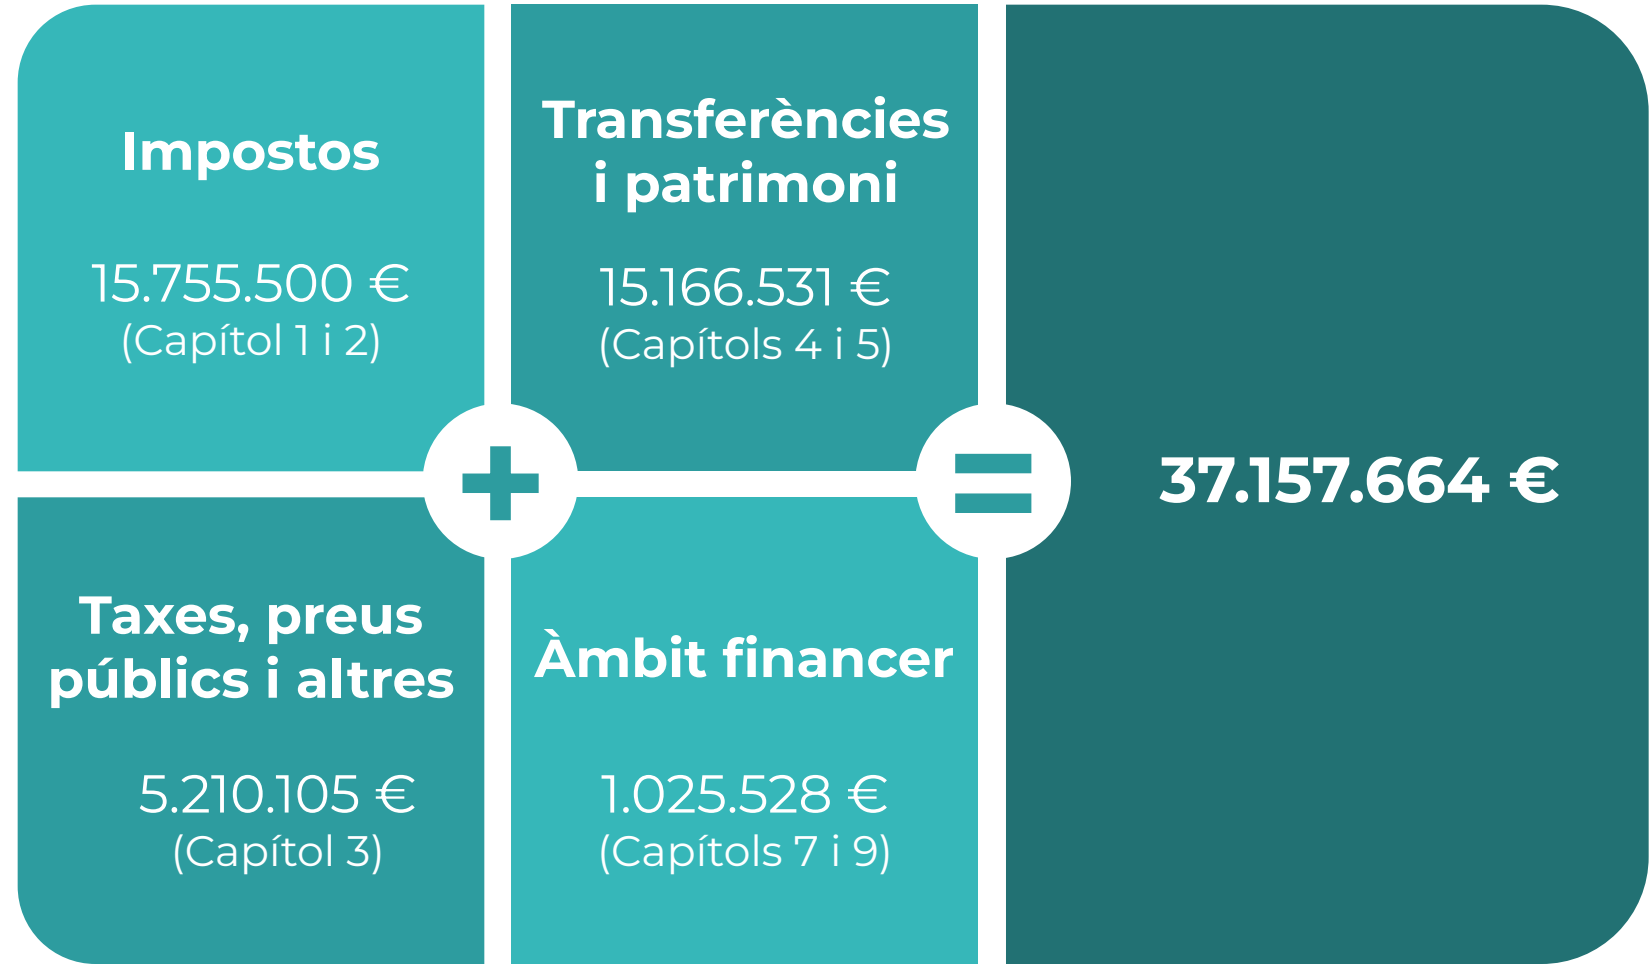 Impostos
15.755.500 €
(Capítol 1 i 2)
Transferències
i patrimoni
15.166.531 €
(Capítols 4 i 5)
+
=
37.157.664 €
Taxes, preus
públics i altres
5.210.105 €
(Capítol 3)
Àmbit financer
1.025.528 €
(Capítols 7 i 9)